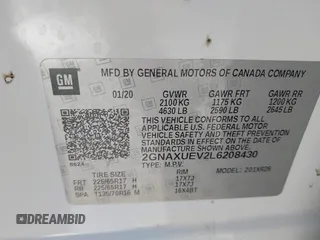 GM
MFD BY GENERAL MOTORS OF CANADA COMPANY
01/20 GVWR GAWR FRT GAWR RR
2100 KG 1175 KG 1200 KG
4630 LB 2590 LB 2645 LB
THIS VEHICLE CONFORMS TO ALL APPLICABLE
U.S. FEDERAL MOTOR VEHICLE
SAFETY, BUMPER, AND THEFT
PREVENTION STANDARDS IN EFFECT
ON THE DATE OF MANUFACTURE
SHOWN ABOVE.
2GNAXUEV2L6208430
TYPE: M.P.V. MODEL:
TIRE SIZE RIM
FRT 225/65R17 H 17X7J
RR 225/65R17 H 17X7J
SPA T135/70R16 M 16X4BT
© AUTOBIDMASTER